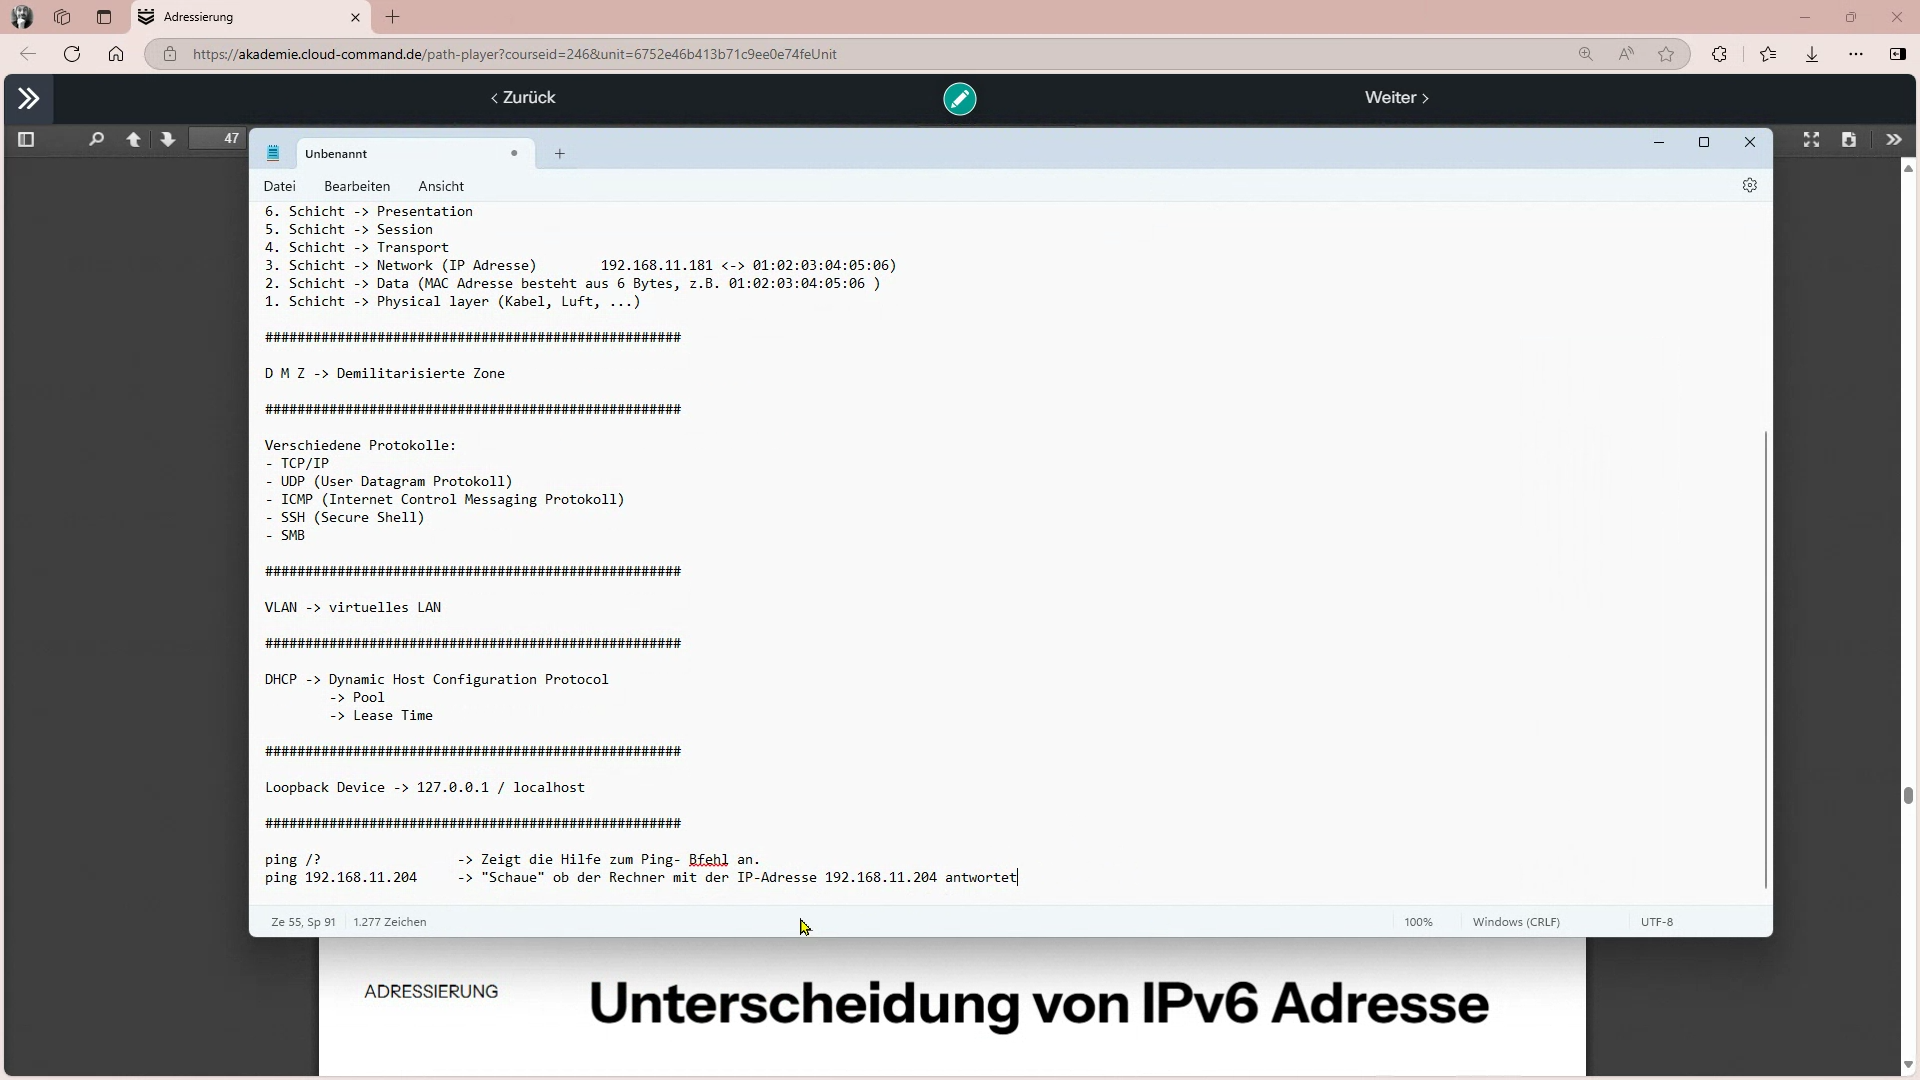 Adressierung
https://akademie.cloud-command.de/path-player?courseid=246&unit=6752e46b413b71c9ee0e74feUnit
< Zurück
Weiter >
47
Unbenannt
Datei Bearbeiten Ansicht
6. Schicht -> Presentation
5. Schicht -> Session
4. Schicht -> Transport
3. Schicht -> Network (IP Adresse) 192.168.11.181 <-> 01:02:03:04:05:06)
2. Schicht -> Data (MAC Adresse besteht aus 6 Bytes, z.B. 01:02:03:04:05:06 )
1. Schicht -> Physical layer (Kabel, Luft, ...)
####################################################
D M Z -> Demilitarisierte Zone
####################################################
Verschiedene Protokolle:
- TCP/IP
- UDP (User Datagram Protokoll)
- ICMP (Internet Control Messaging Protokoll)
- SSH (Secure Shell)
- SMB
####################################################
VLAN -> virtuelles LAN
####################################################
DHCP -> Dynamic Host Configuration Protocol
-> Pool
-> Lease Time
####################################################
Loopback Device -> 127.0.0.1 / localhost
####################################################
ping /? -> Zeigt die Hilfe zum Ping- Bfehl an.
ping 192.168.11.204 -> "Schaue" ob der Rechner mit der IP-Adresse 192.168.11.204 antwortet
Ze 55, Sp 91 1.277 Zeichen 100% Windows (CRLF) UTF-8
ADRESSIERUNG
Unterscheidung von IPv6 Adresse